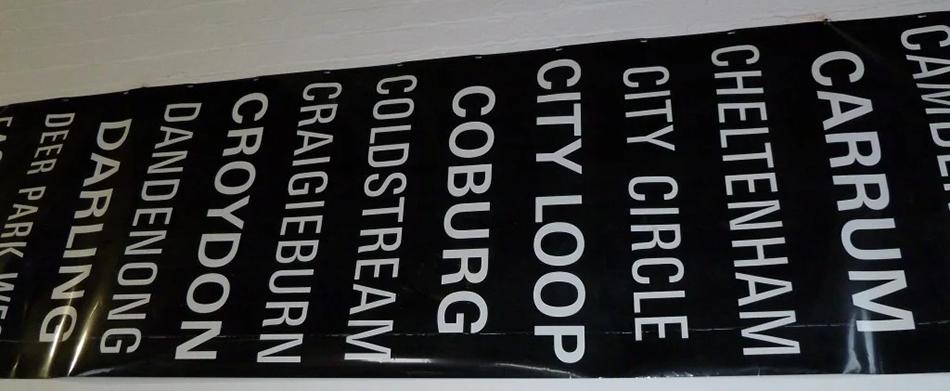 CARRUM
CHELTENHAM
CITY CIRCLE
CITY LOOP
COBURG
COLDSTREAM
CRAIGIEBURN
CROYDON
DANDENONG
DARLING
DEER PARK